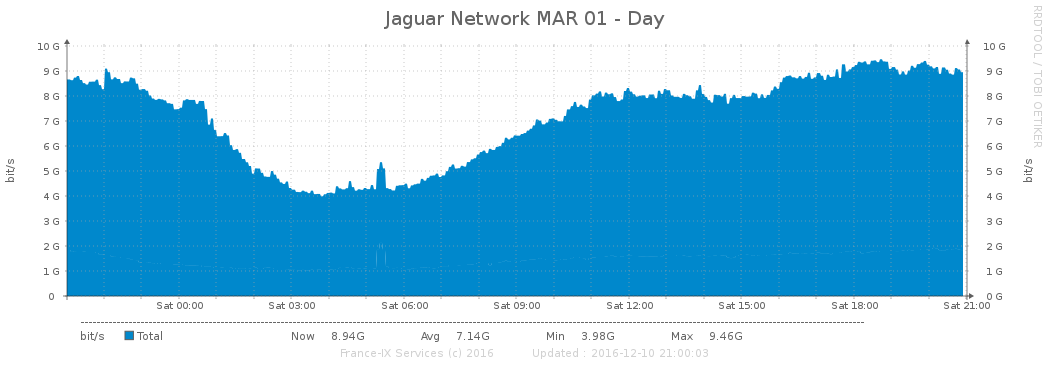 Jaguar Network MAR 01 - Day
RRDTOOL / TOBI OETIKER
bit/s
bit/s
10 G 10 G
9 G 9 G
8 G 8 G
7 G 7 G
6 G 6 G
5 G 5 G
4 G 4 G
3 G 3 G
2 G 2 G
1 G 1 G
0 0 G
Sat 00:00 Sat 03:00 Sat 06:00 Sat 09:00 Sat 12:00 Sat 15:00 Sat 18:00 Sat 21:00
bit/s Total Now 8.94G Avg 7.14G Min 3.98G Max 9.46G
France-IX Services (c) 2016 Updated : 2016-12-10 21:00:03